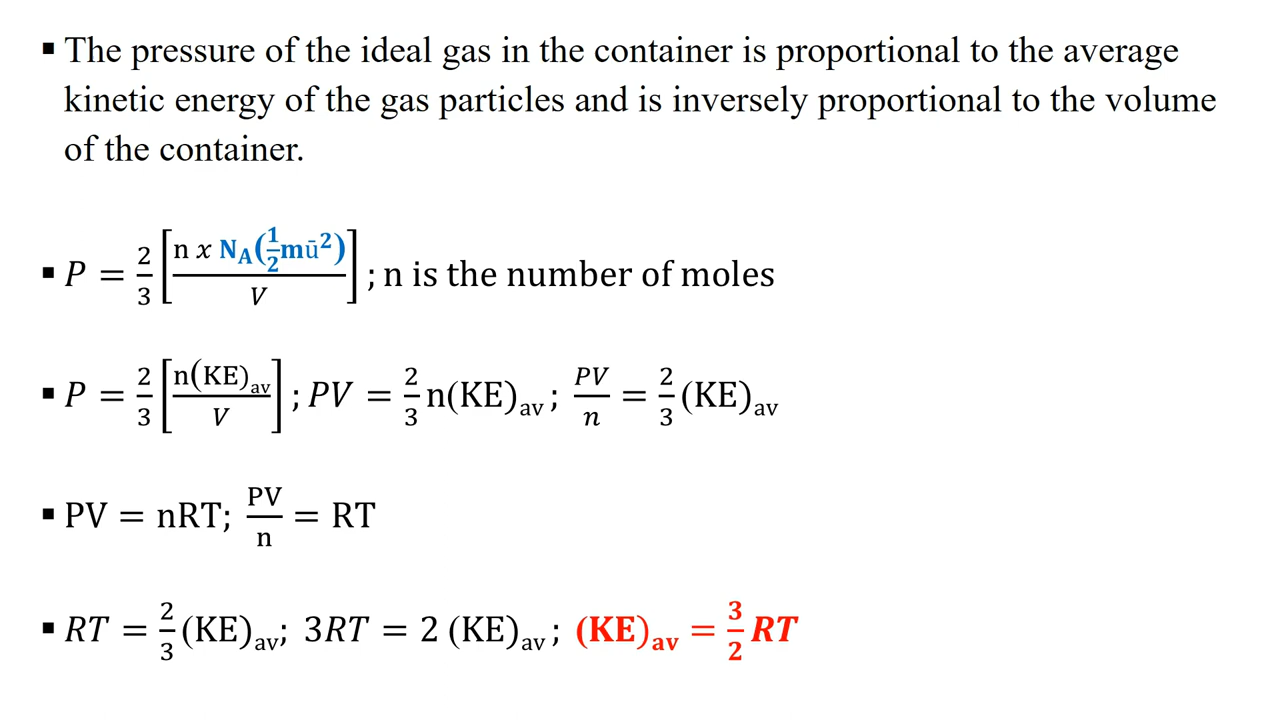 ▪ The pressure of the ideal gas in the container is proportional to the average
kinetic energy of the gas particles and is inversely proportional to the volume
of the container.
▪ P = 2/3 [n x N_A(1/2 mū²) / V] ; n is the number of moles
▪ P = 2/3 [n(KE)_av / V] ; PV = 2/3 n(KE)_av ; PV/n = 2/3 (KE)_av
▪ PV = nRT; PV/n = RT
▪ RT = 2/3 (KE)_av; 3RT = 2 (KE)_av ; (KE)_av = 3/2 RT